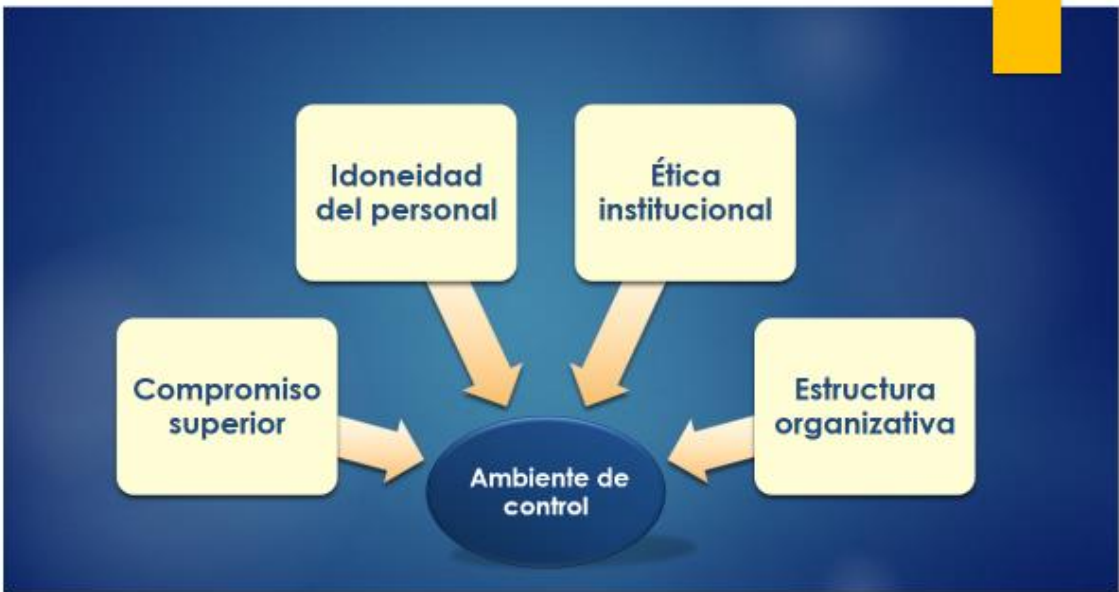 Idoneidad
del personal
Ética
institucional
Compromiso
superior
Estructura
organizativa
Ambiente de
control